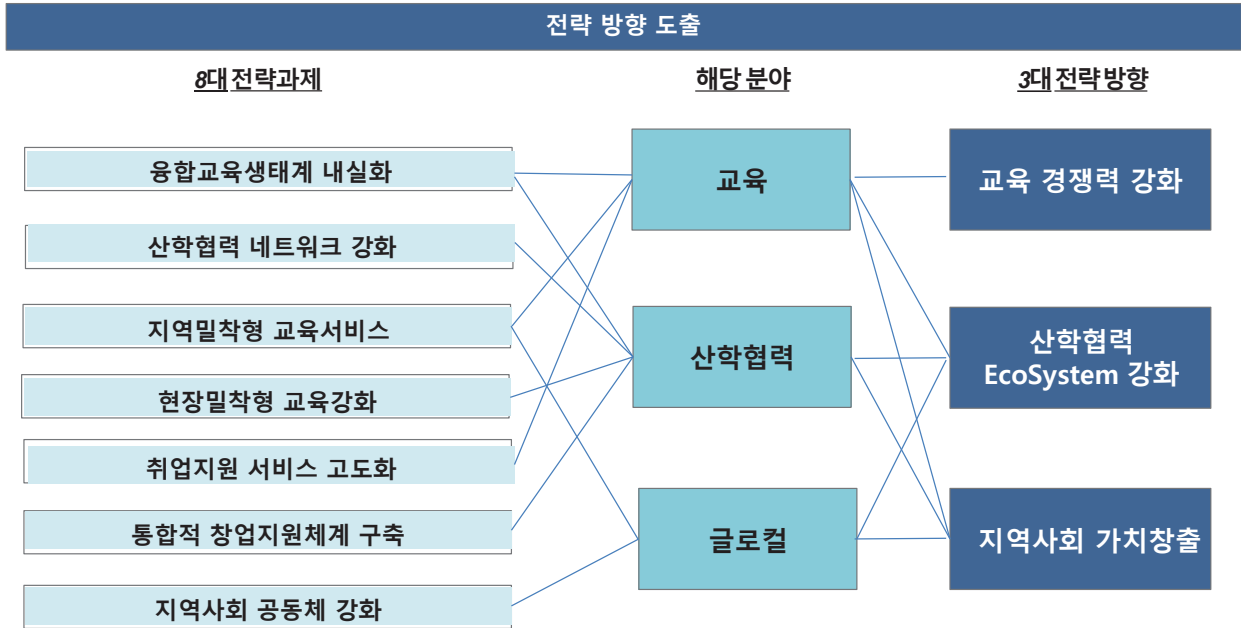 전략 방향 도출
8대 전략과제
해당 분야
3대 전략 방향
융합교육생태계 내실화
산학협력 네트워크 강화
지역밀착형 교육서비스
현장밀착형 교육강화
취업지원 서비스 고도화
통합적 창업지원체계 구축
지역사회 공동체 강화
교육
산학협력
글로컬
교육 경쟁력 강화
산학협력
EcoSystem 강화
지역사회 가치창출